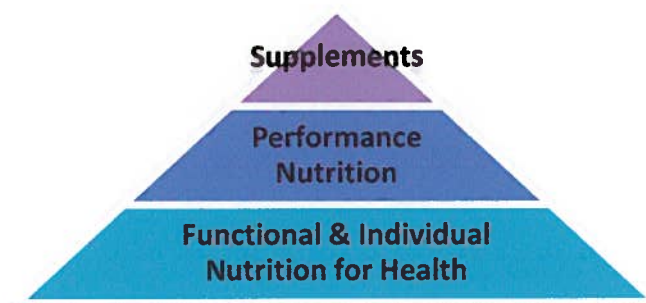 Supplements
Performance
Nutrition
Functional & Individual
Nutrition for Health